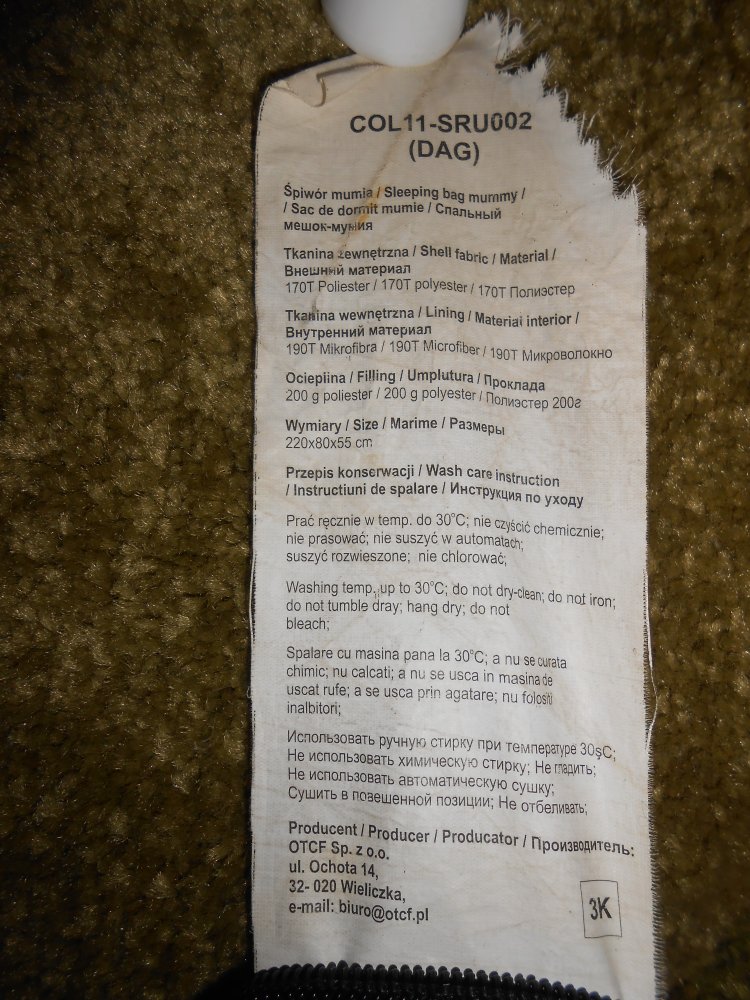 COL11-SRU002
(DAG)
Śpiwór mumia / Sleeping bag mummy /
/ Sac de dormit mumie / Спальный
мешок-мумия
Tkanina zewnętrzna / Shell fabric / Material /
Внешний материал
170T Poliester / 170T polyester / 170T Полиэстер
Tkanina wewnętrzna / Lining / Material interior /
Внутренний материал
190T Mikrofibra / 190T Microfiber / 190T Микроволокно
Ocieplina / Filling / Umplutura / Проклада
200 g poliester / 200 g polyester / Полиэстер 200г
Wymiary / Size / Marime / Размеры
220x80x55 cm
Przepis konserwacji / Wash care instruction
/ Instructiuni de spalare / Инструкция по уходу
Prać ręcznie w temp. do 30°C; nie czyścić chemicznie;
nie prasować; nie suszyć w automatach;
suszyć rozwieszone; nie chlorować;
Washing temp. up to 30°C; do not dry-clean; do not iron;
do not tumble dray; hang dry; do not
bleach;
Spalare cu masina pana la 30°C; a nu se curata
chimic; nu calcati; a nu se usca in masina de
uscat rufe; a se usca prin agatare; nu folositi
inalbitori;
Использовать ручную стирку при температуре 30şC;
Не использовать химическую стирку; Не гладить;
Не использовать автоматическую сушку;
Сушить в повешенной позиции; Не отбеливать;
Producent / Producer / Producator / Производитель:
OTCF Sp. z o.o.
ul. Ochota 14,
32- 020 Wieliczka,
e-mail: biuro@otcf.pl
3K